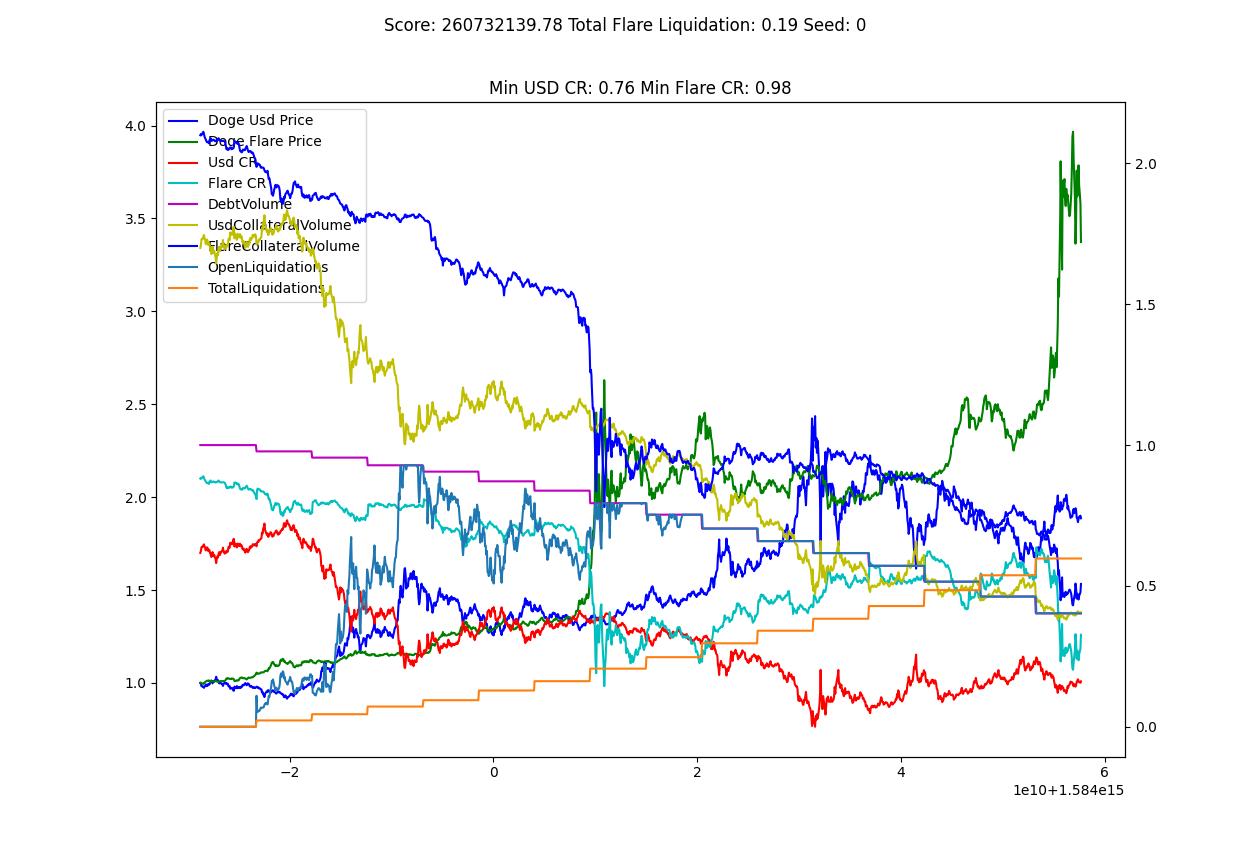 Score: 260732139.78 Total Flare Liquidation: 0.19 Seed: 0
Min USD CR: 0.76 Min Flare CR: 0.98
Doge Usd Price
Doge Flare Price
Usd CR
Flare CR
DebtVolume
UsdCollateralVolume
FlareCollateralVolume
OpenLiquidations
TotalLiquidations
4.0
3.5
3.0
2.5
2.0
1.5
1.0
2.0
1.5
1.0
0.5
0.0
−2
0
2
4
6
1e10+1.584e15